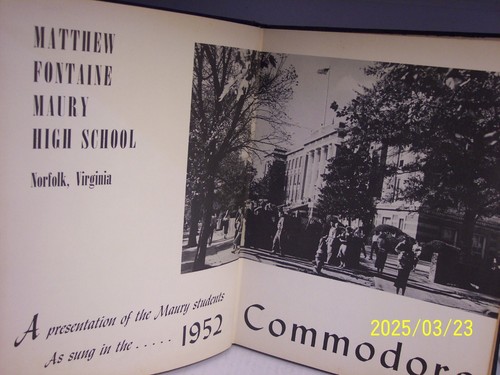 MATTHEW
FONTAINE
MAURY
HIGH SCHOOL
Norfolk, Virginia
A presentation of the Maury students
As sung in the ..... 1952
Commodore
2025/03/23